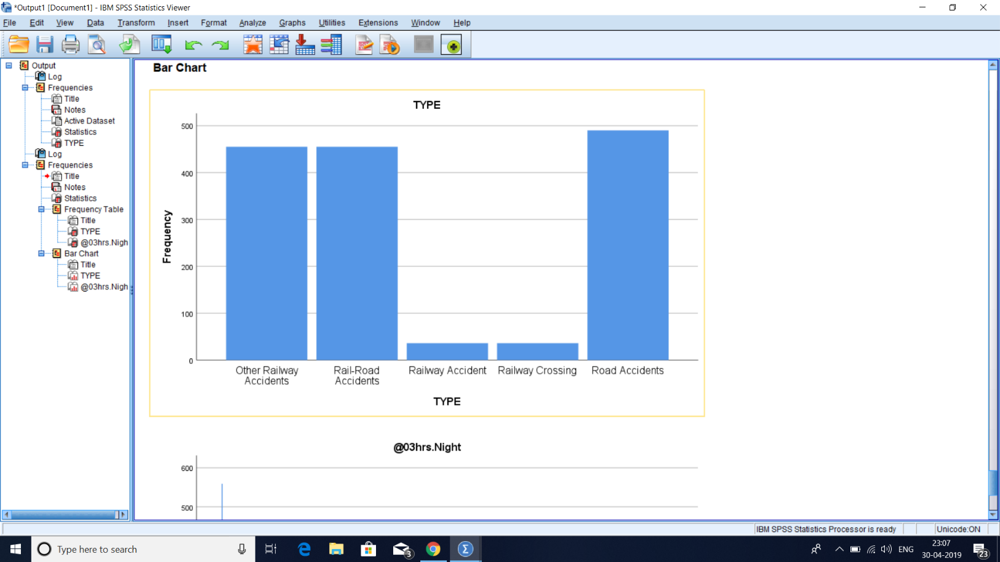 *Output1 [Document1] - IBM SPSS Statistics Viewer
File Edit View Data Transform Insert Format Analyze Graphs Utilities Extensions Window Help
Output
Log
Frequencies
Title
Notes
Active Dataset
Statistics
TYPE
Log
Frequencies
Title
Notes
Statistics
Frequency Table
Title
TYPE
@03hrs.Nigh
Bar Chart
Title
TYPE
@03hrs.Nigh
Bar Chart
TYPE
500
400
300
200
100
0
Frequency
Other Railway Accidents
Rail-Road Accidents
Railway Accident
Railway Crossing
Road Accidents
TYPE
@03hrs.Night
600
500
IBM SPSS Statistics Processor is ready
Unicode:ON
Type here to search
3
ENG
23:07
30-04-2019
23